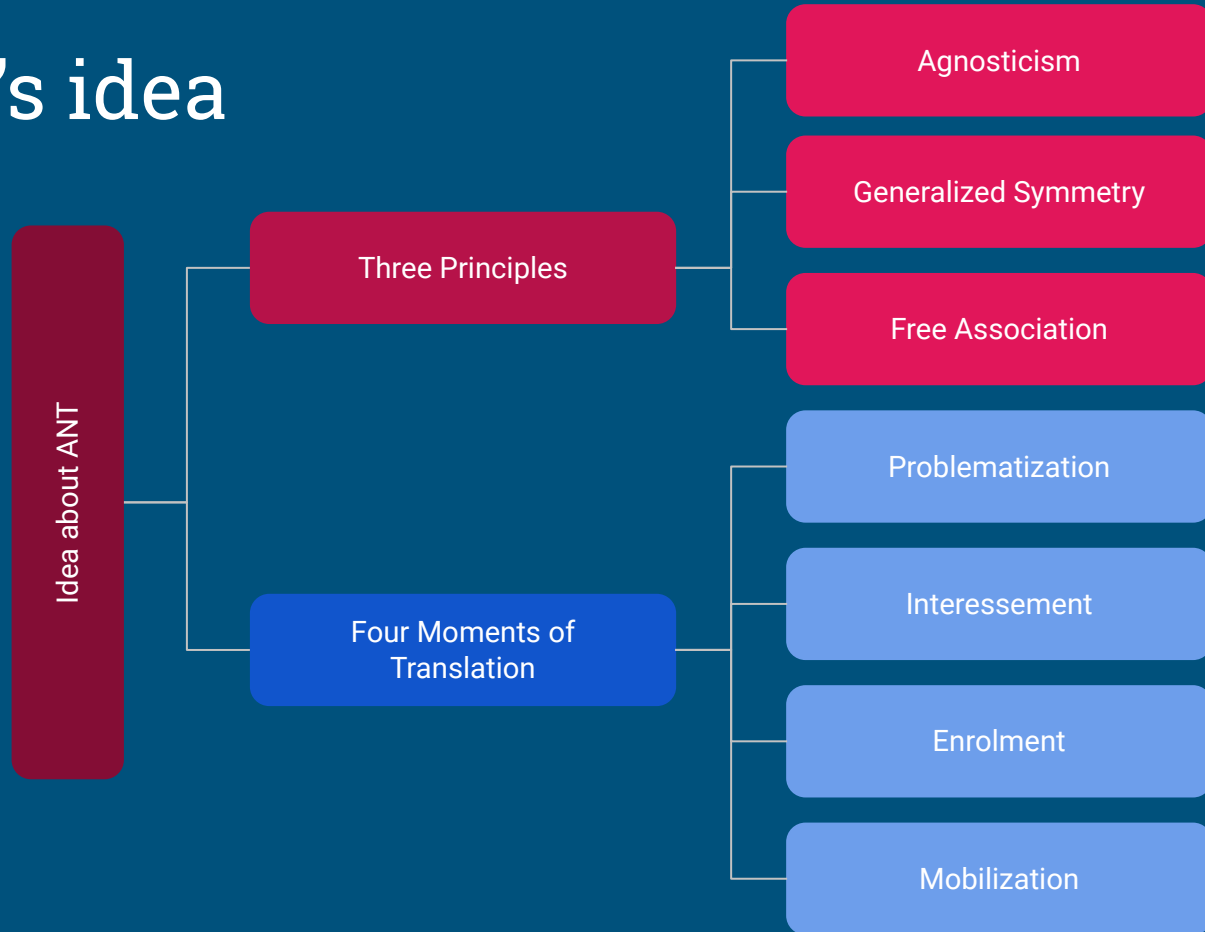 's idea
Idea about ANT
Three Principles
Agnosticism
Generalized Symmetry
Free Association
Four Moments of
Translation
Problematization
Interessement
Enrolment
Mobilization